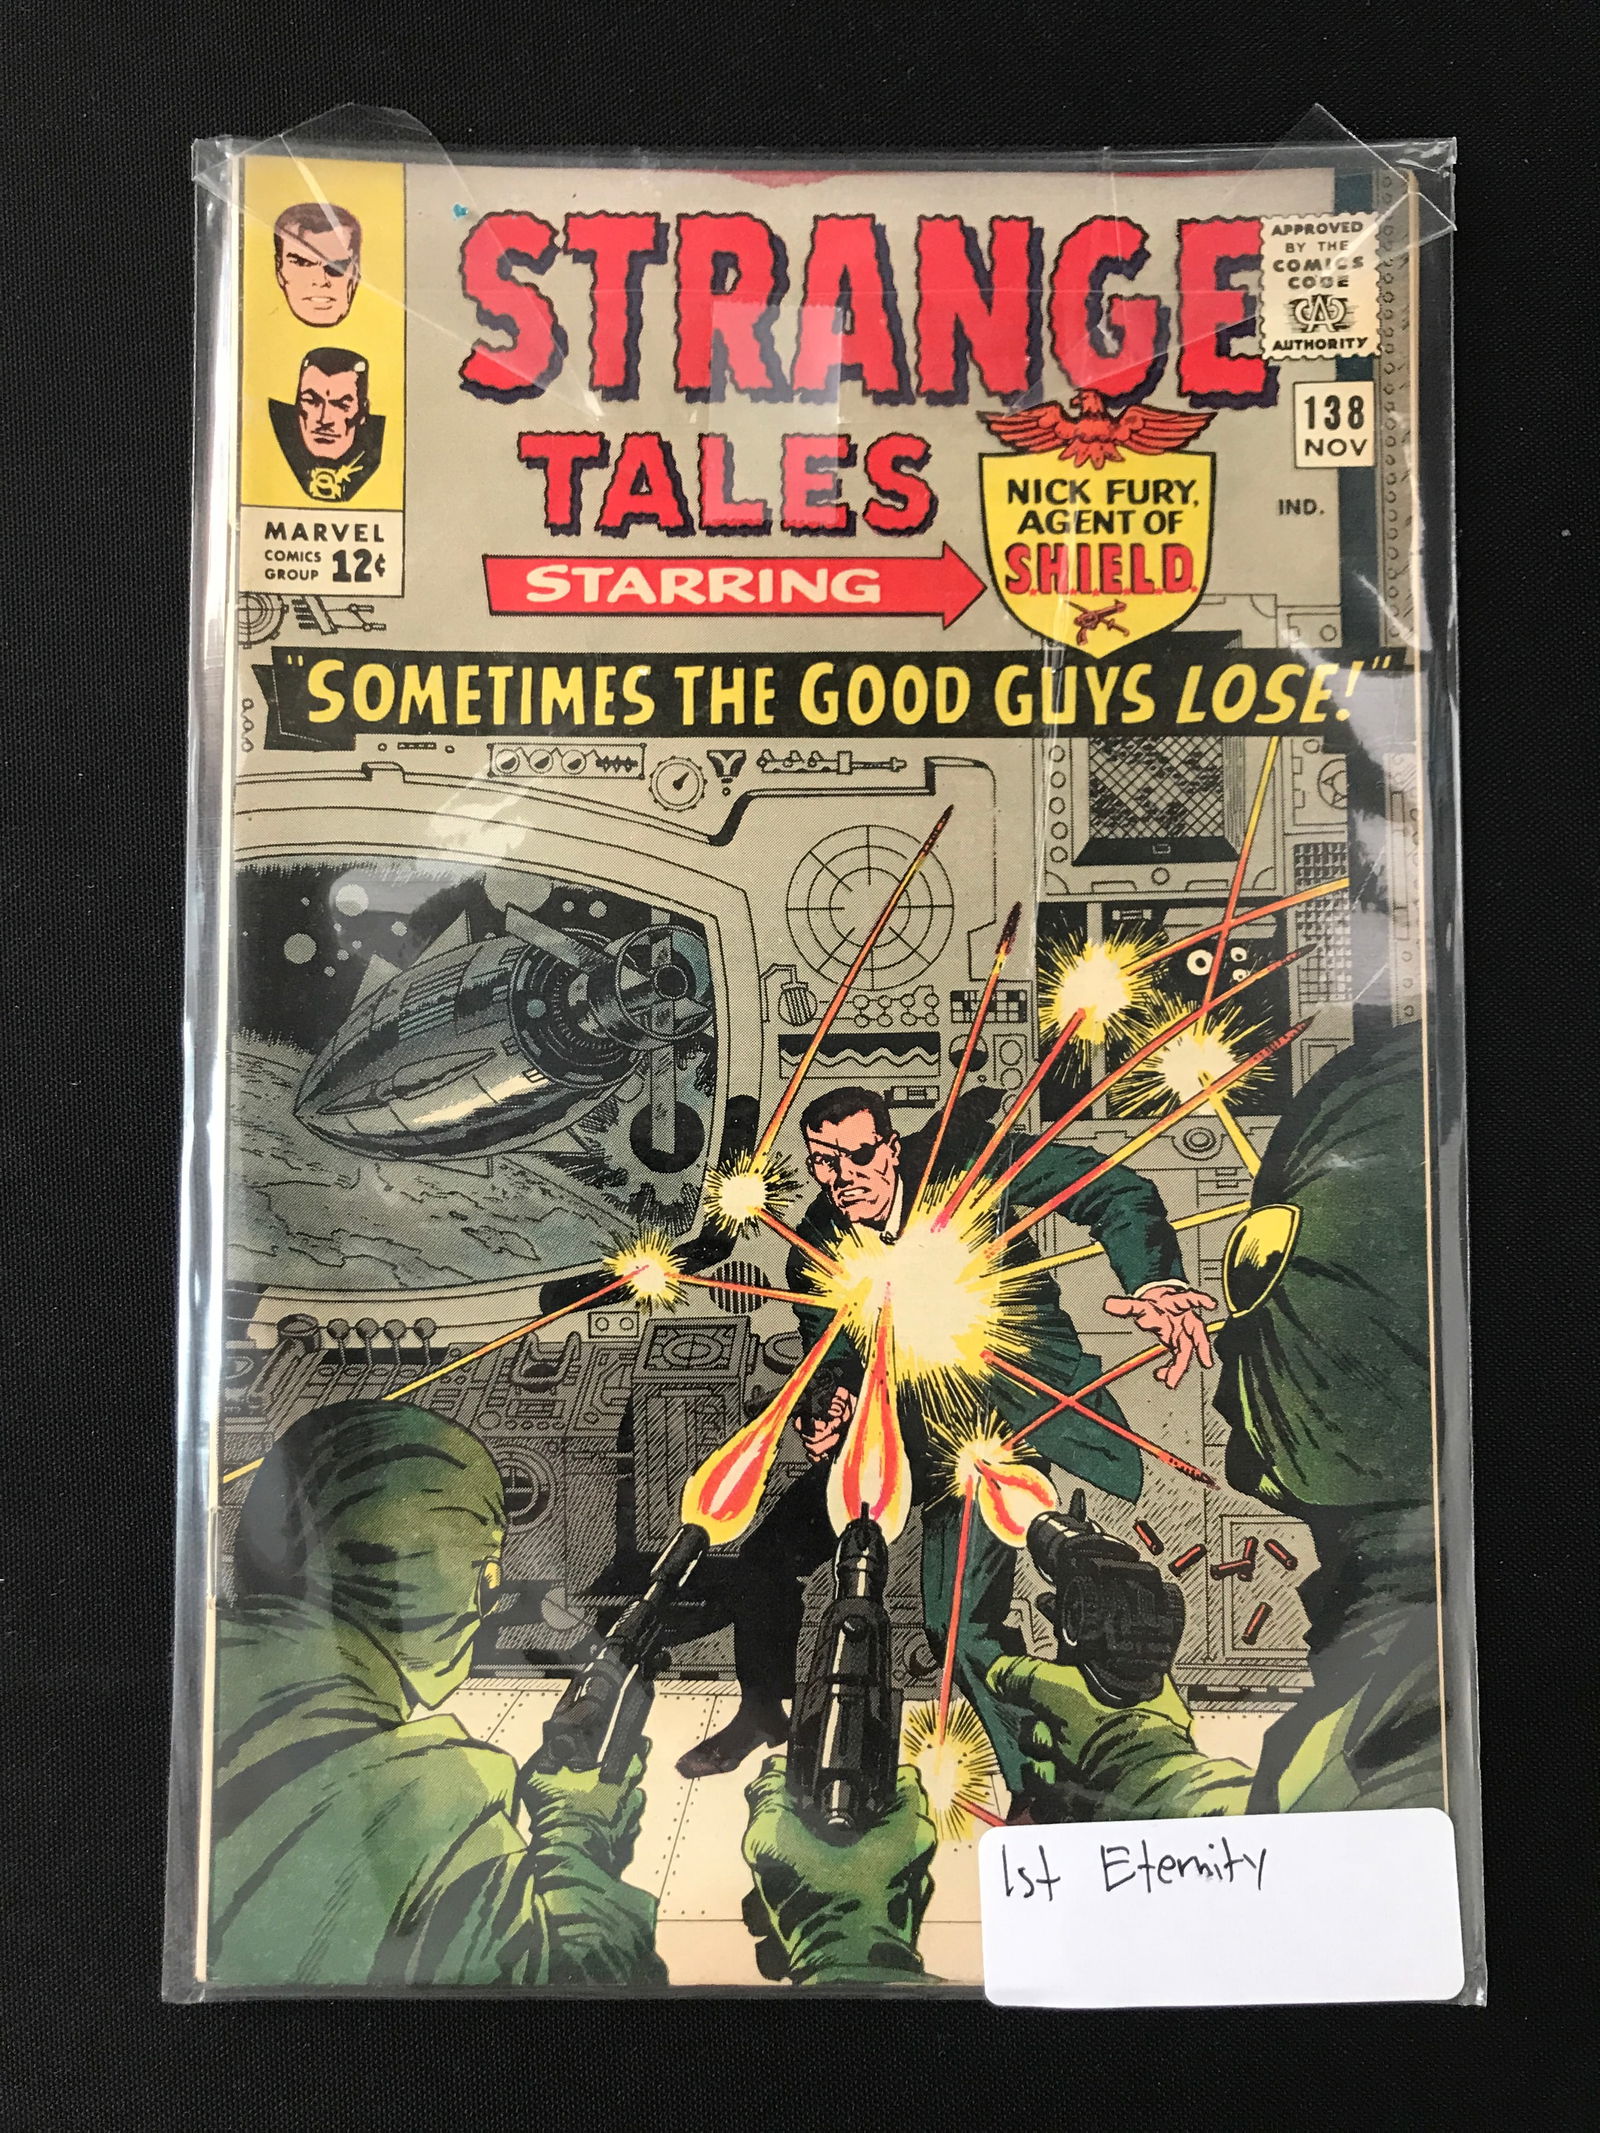 STRANGE
TALES
STARRING
APPROVED
BY THE
COMICS
CODE
CA
AUTHORITY
138
NOV
IND.
NICK FURY,
AGENT OF
S.H.I.E.L.D.
MARVEL
COMICS
GROUP 12¢
"SOMETIMES THE GOOD GUYS LOSE!"
1st Eternity